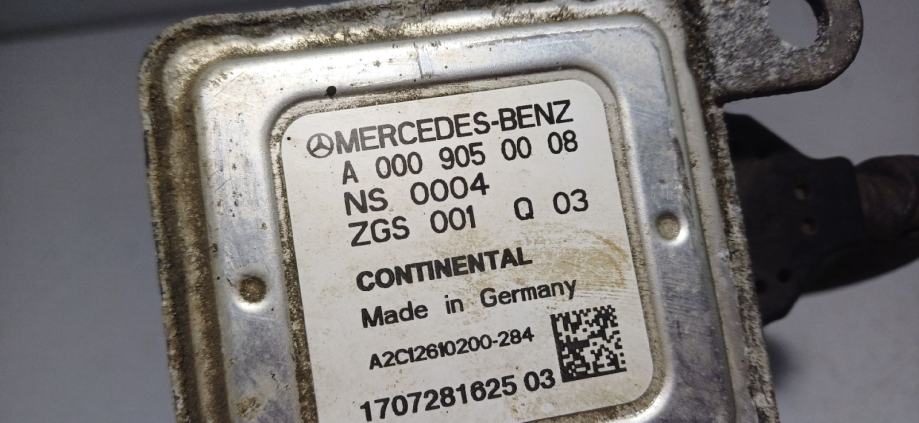 MERCEDES-BENZ
A 000 905 00 08
NS 0004
ZGS 001 Q 03
CONTINENTAL
Made in Germany
A2C12610200-284
1707281625 03